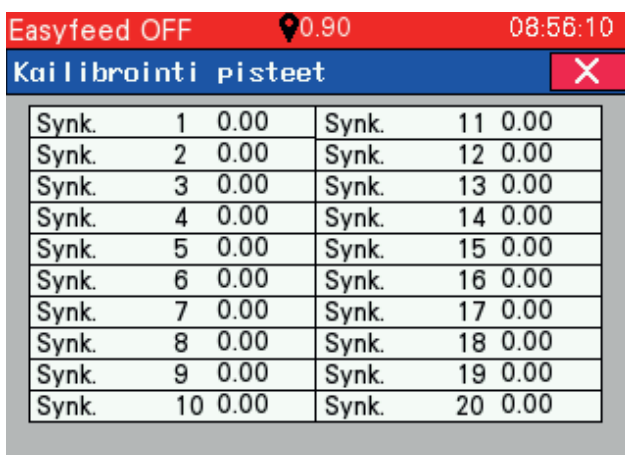 Easyfeed OFF 0.90 08:56:10
Kailibrointi pisteet X
Synk. 1 0.00 Synk. 11 0.00
Synk. 2 0.00 Synk. 12 0.00
Synk. 3 0.00 Synk. 13 0.00
Synk. 4 0.00 Synk. 14 0.00
Synk. 5 0.00 Synk. 15 0.00
Synk. 6 0.00 Synk. 16 0.00
Synk. 7 0.00 Synk. 17 0.00
Synk. 8 0.00 Synk. 18 0.00
Synk. 9 0.00 Synk. 19 0.00
Synk. 10 0.00 Synk. 20 0.00